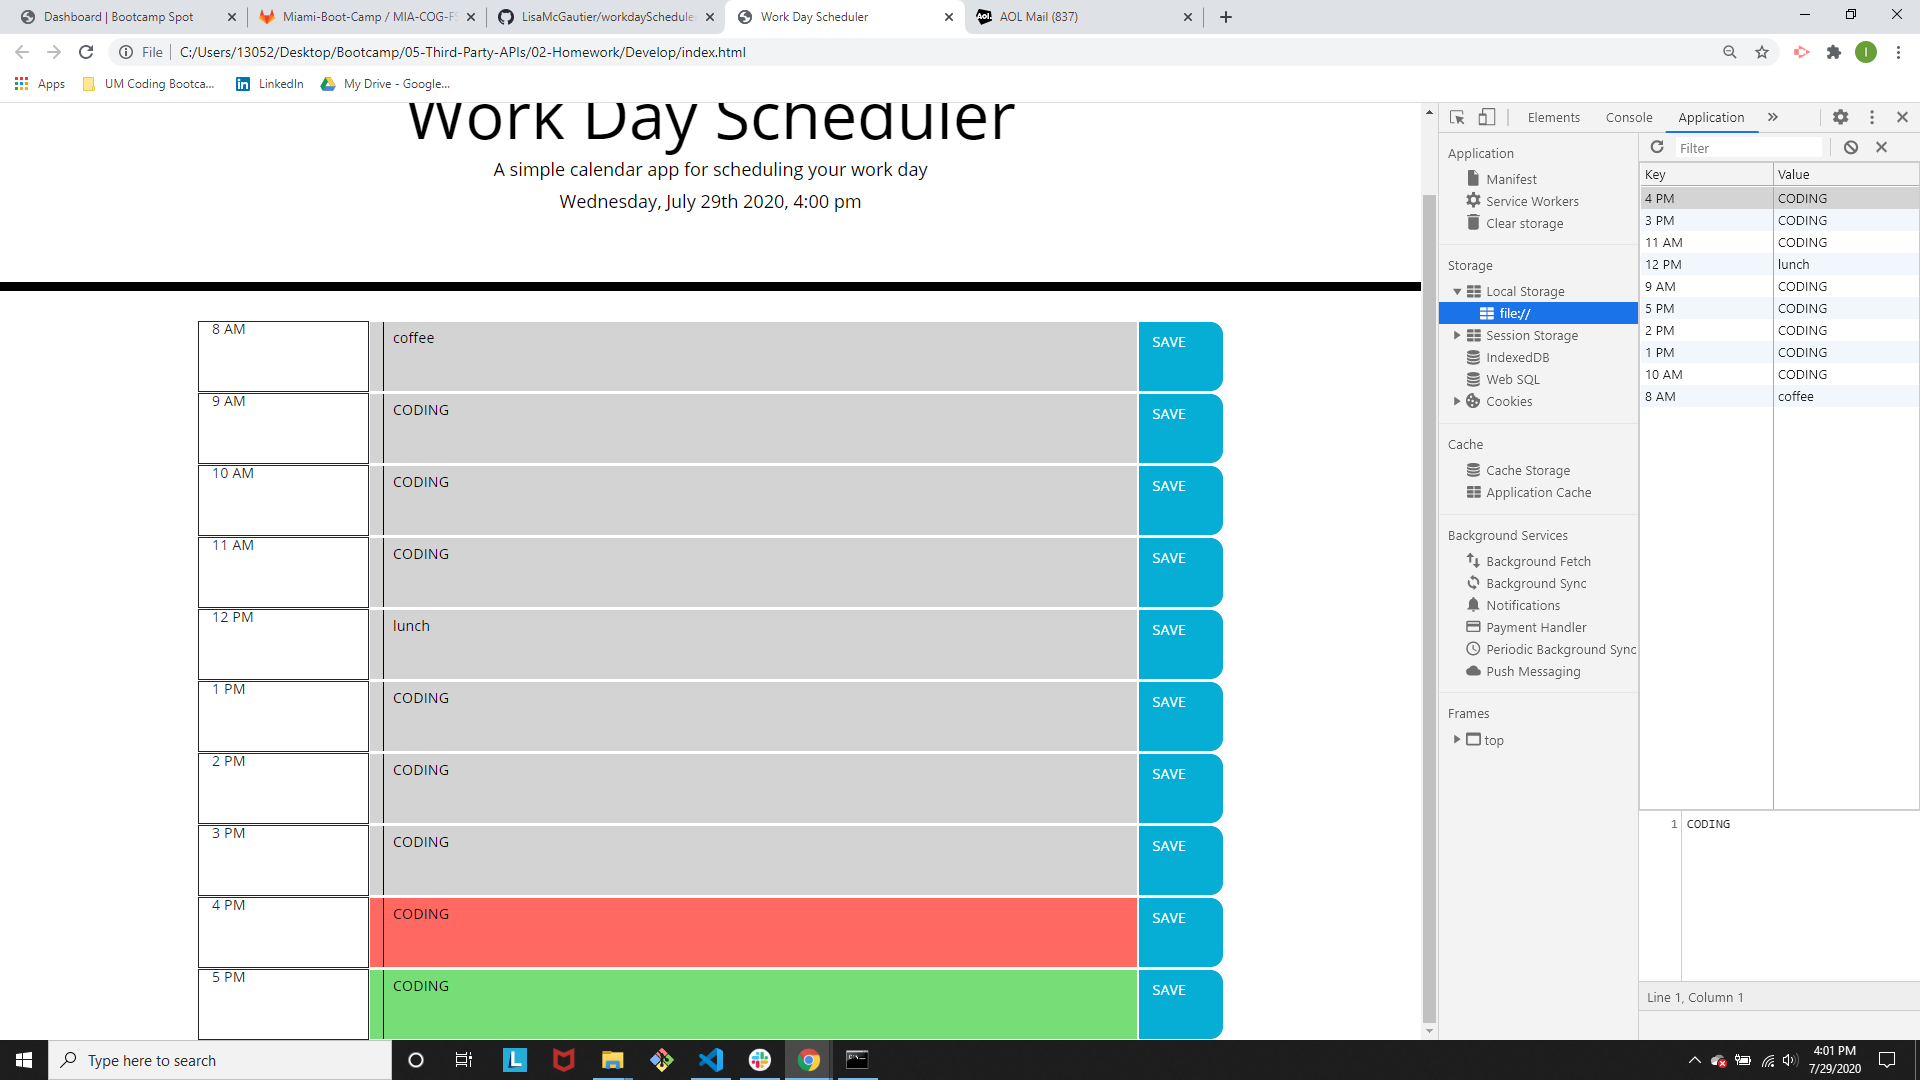 Dashboard | Bootcamp Spot
Miami-Boot-Camp / MIA-COG-FS
LisaMcGautier/workdayScheduler
Work Day Scheduler
AOL Mail (837)
File
C:/Users/13052/Desktop/Bootcamp/05-Third-Party-APIs/02-Homework/Develop/index.html
I
Apps
UM Coding Bootca...
LinkedIn
My Drive - Google...
Work Day Scheduler
A simple calendar app for scheduling your work day
Wednesday, July 29th 2020, 4:00 pm
8 AM coffee SAVE
9 AM CODING SAVE
10 AM CODING SAVE
11 AM CODING SAVE
12 PM lunch SAVE
1 PM CODING SAVE
2 PM CODING SAVE
3 PM CODING SAVE
4 PM CODING SAVE
5 PM CODING SAVE
Elements Console Application
Application
Manifest
Service Workers
Clear storage
Storage
Local Storage
file://
Session Storage
IndexedDB
Web SQL
Cookies
Cache
Cache Storage
Application Cache
Background Services
Background Fetch
Background Sync
Notifications
Payment Handler
Periodic Background Sync
Push Messaging
Frames
top
Filter
Key Value
4 PM CODING
3 PM CODING
11 AM CODING
12 PM lunch
9 AM CODING
5 PM CODING
2 PM CODING
1 PM CODING
10 AM CODING
8 AM coffee
1 CODING
Line 1, Column 1
Type here to search
L
4:01 PM
7/29/2020